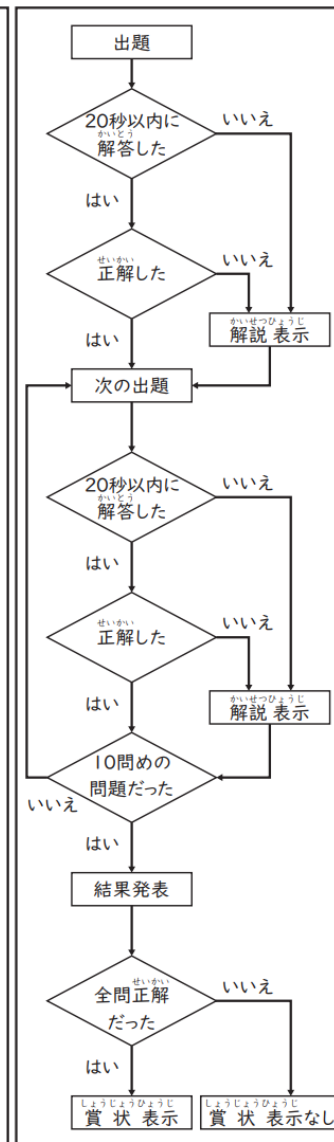 出題
20秒以内に
かいとう
解答した
いいえ
はい
せいかい
正解した
いいえ
かいせつひょうじ
解説表示
はい
次の出題
20秒以内に
かいとう
解答した
いいえ
はい
せいかい
正解した
いいえ
かいせつひょうじ
解説表示
はい
10問めの
問題だった
いいえ
はい
結果発表
せいかい
全問正解
だった
いいえ
はい
しょうじょうひょうじ
賞状表示
しょうじょうひょうじ
賞状表示なし